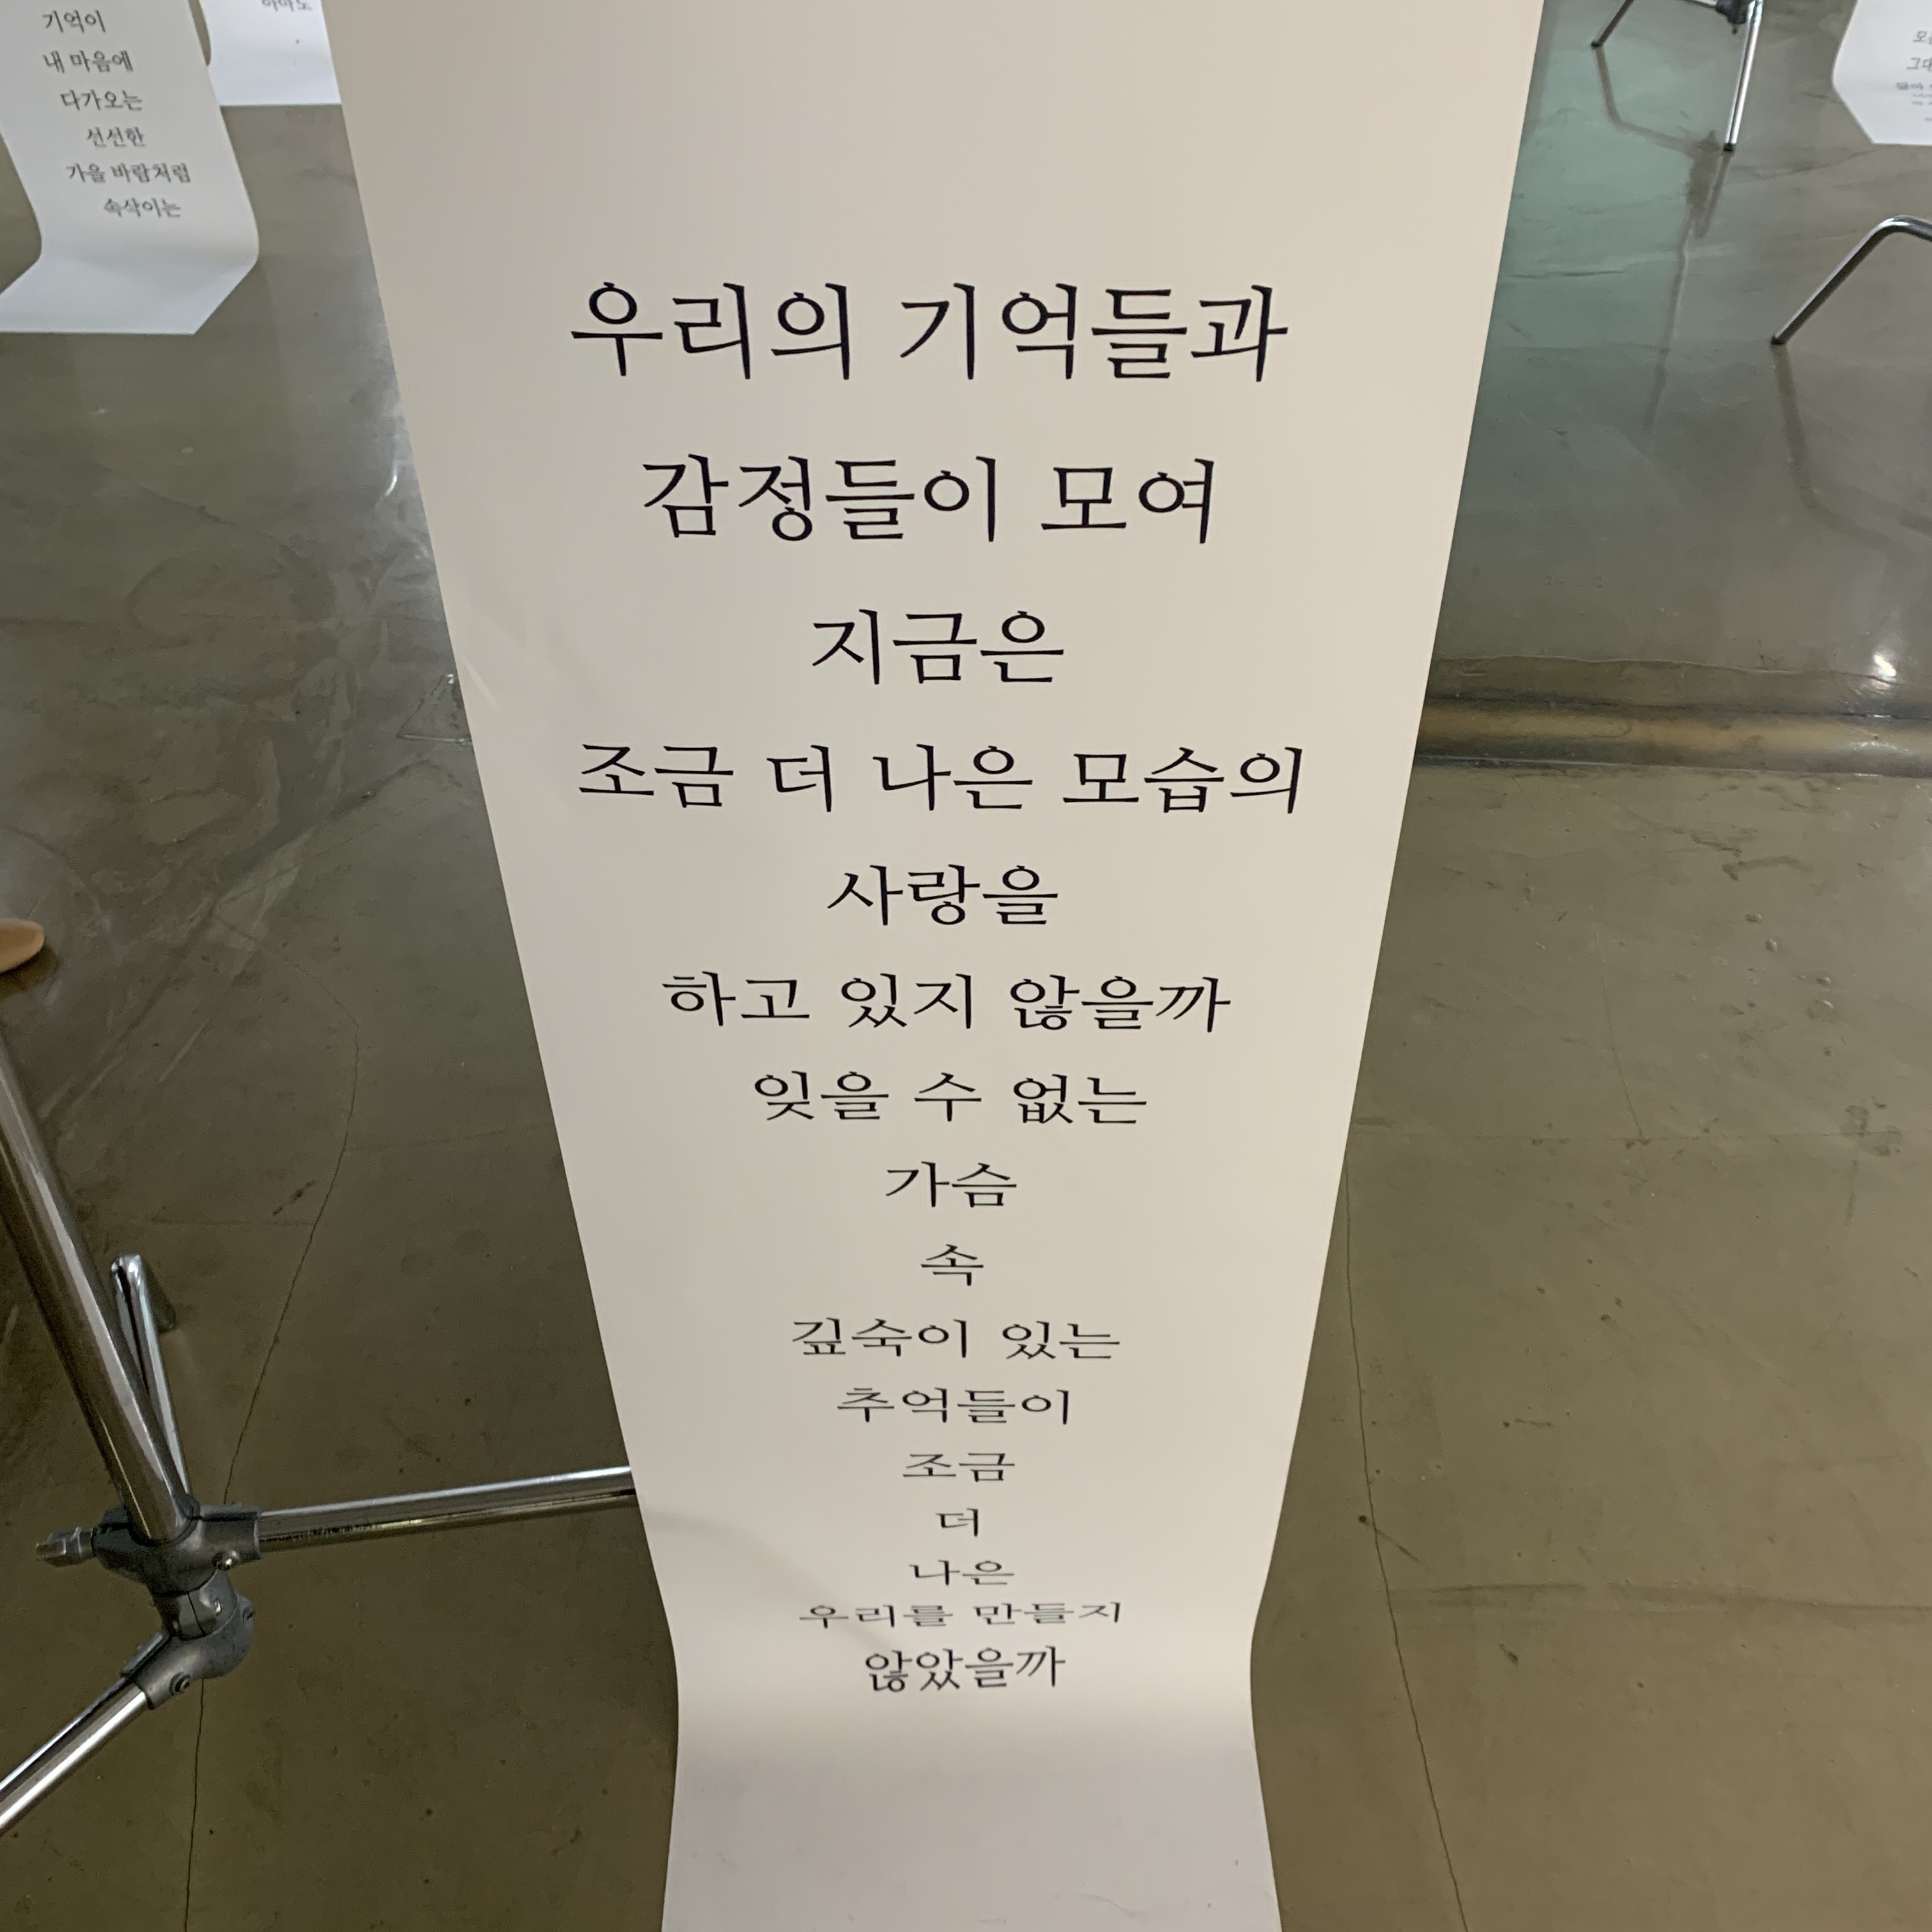 기억이
내 마음에
다가오는
선선한
가을 바람처럼
속삭이는
우리의 기억들과
감정들이 모여
지금은
조금 더 나은 모습의
사랑을
하고 있지 않을까
잊을 수 없는
가슴
속
깊숙이 있는
추억들이
조금
더
나은
우리를 만들지
않았을까